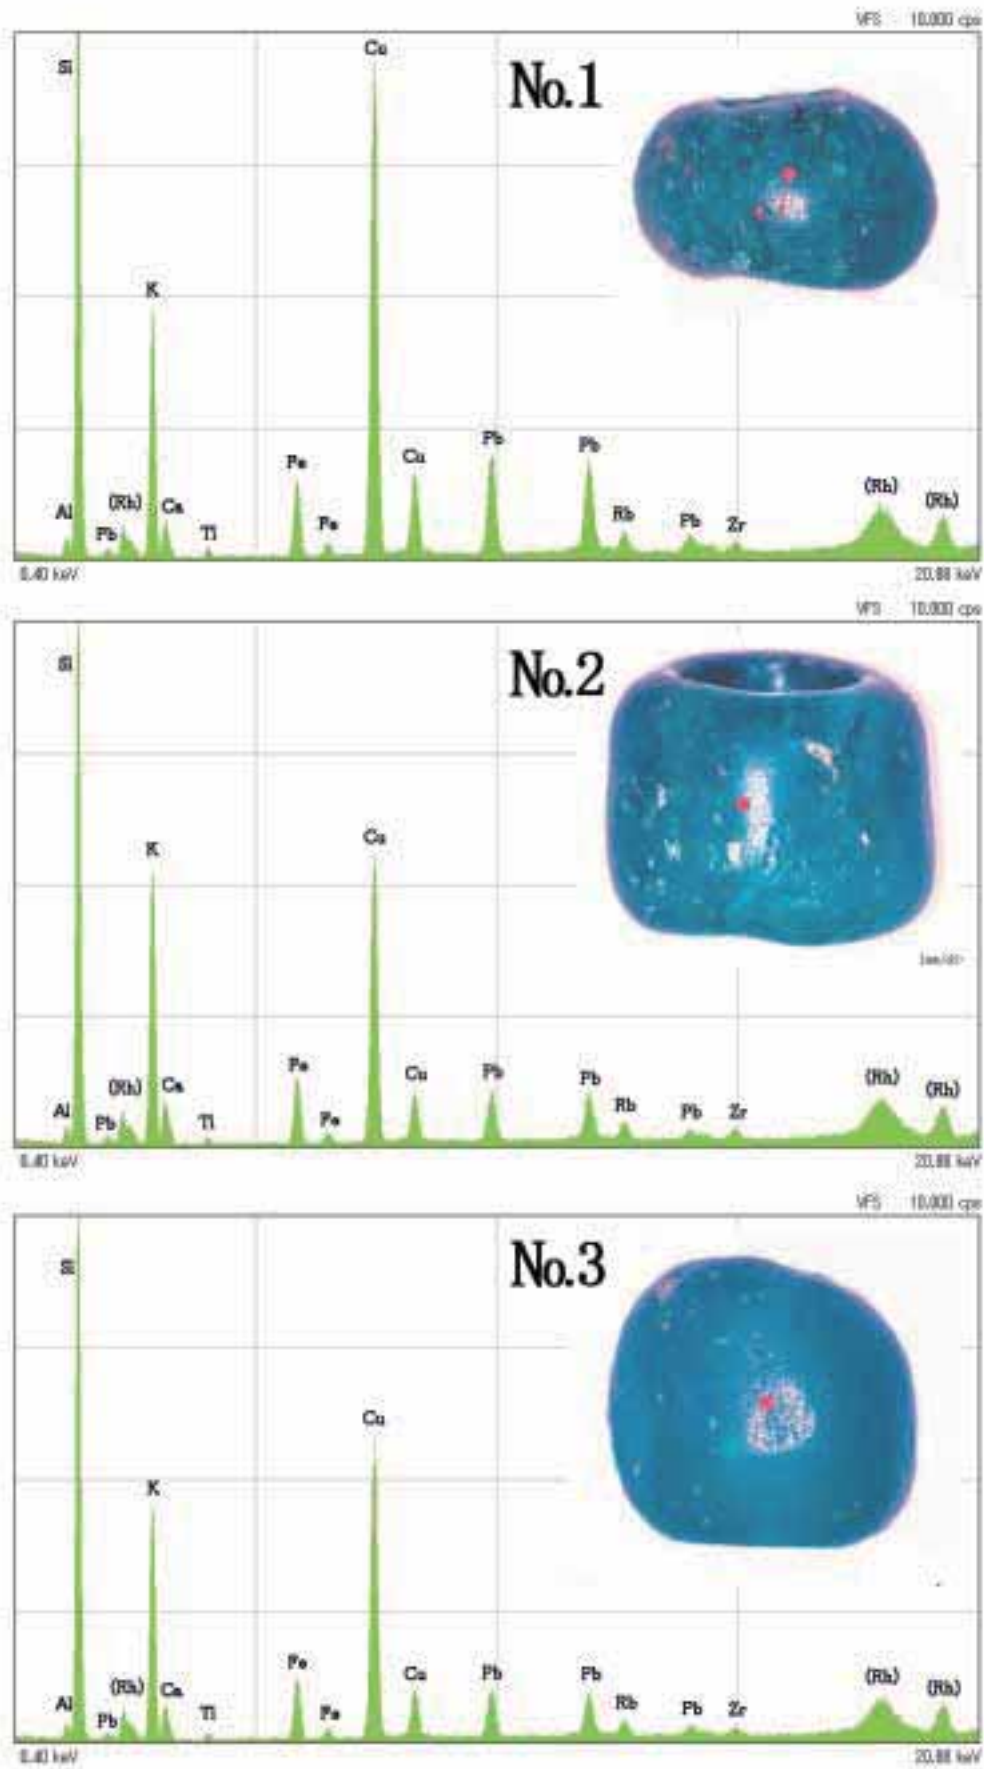 VFS 10.000 cps
Si
Cu
No.1
K
Al
Pb
(Rh)
Ca
Ti
Fe
Fe
Cu
Pb
Pb
Rb
Pb
Zr
(Rh)
(Rh)
0.40 keV
20.88 keV
VFS 10.000 cps
Si
No.2
K
Cu
Al
Pb
(Rh)
Ca
Ti
Fe
Fe
Cu
Pb
Pb
Rb
Pb
Zr
(Rh)
(Rh)
0.40 keV
20.88 keV
VFS 10.000 cps
Si
No.3
K
Cu
Al
Pb
(Rh)
Ca
Ti
Fe
Fe
Cu
Pb
Pb
Rb
Pb
Zr
(Rh)
(Rh)
0.40 keV
20.88 keV